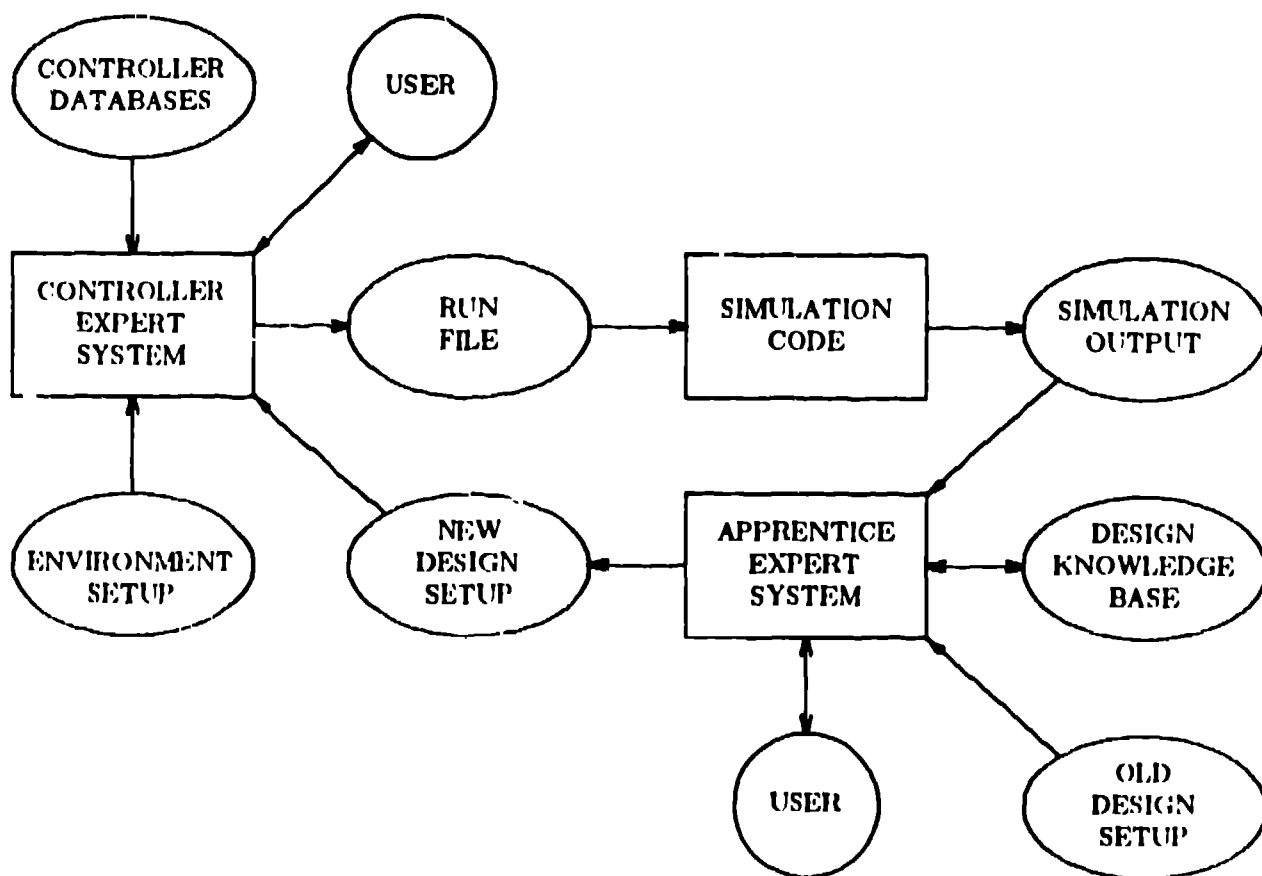 CONTROLLER
DATABASES
USER
CONTROLLER
EXPERT
SYSTEM
RUN
FILE
SIMULATION
CODE
SIMULATION
OUTPUT
ENVIRONMENT
SETUP
NEW
DESIGN
SETUP
APPRENTICE
EXPERT
SYSTEM
DESIGN
KNOWLEDGE
BASE
USER
OLD
DESIGN
SETUP